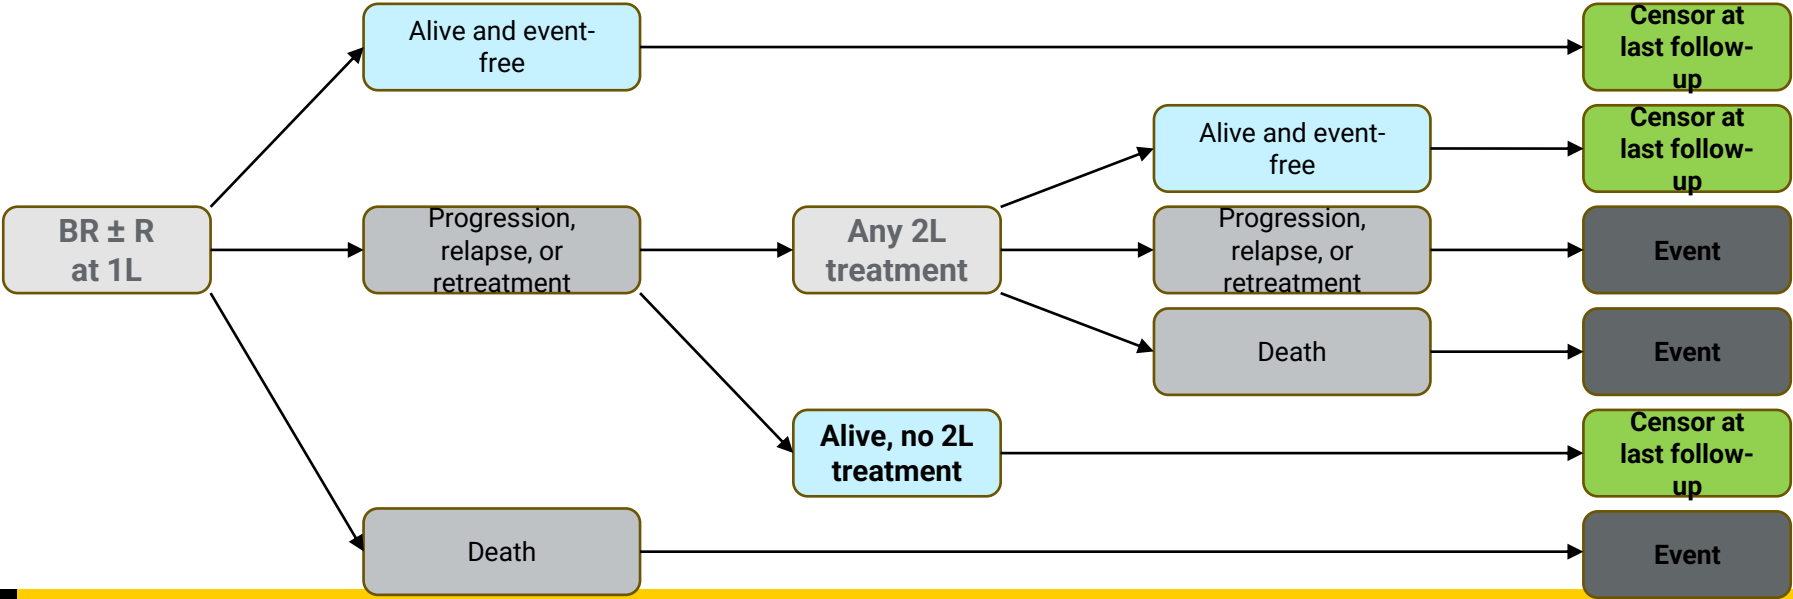 Alive and event-
free
Censor at
last follow-
up
Alive and event-
free
Censor at
last follow-
up
BR ± R
at 1L
Progression,
relapse, or
retreatment
Any 2L
treatment
Progression,
relapse, or
retreatment
Event
Death
Event
Alive, no 2L
treatment
Censor at
last follow-
up
Death
Event